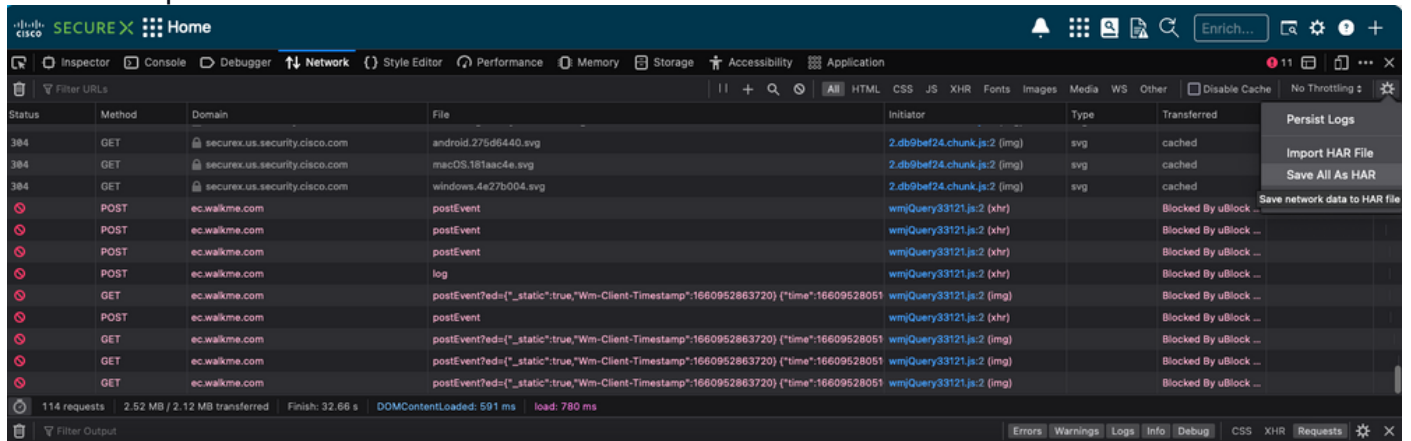 cisco SECUREX Home Enrich... ?
Inspector Console Debugger Network {} Style Editor Performance Memory Storage Accessibility Application 11
Filter URLs All HTML CSS JS XHR Fonts Images Media WS Other Disable Cache No Throttling
Status Method Domain File Initiator Type Transferred
Persist Logs
304 GET securex.us.security.cisco.com android.275d6440.svg 2.db9bef24.chunk.js:2 (img) svg cached
Import HAR File
304 GET securex.us.security.cisco.com macOS.181aac4e.svg 2.db9bef24.chunk.js:2 (img) svg cached
Save All As HAR
304 GET securex.us.security.cisco.com windows.4e27b004.svg 2.db9bef24.chunk.js:2 (img) svg cached
Save network data to HAR file
POST ec.walkme.com postEvent wmjQuery33121.js:2 (xhr) Blocked By uBlock ...
POST ec.walkme.com postEvent wmjQuery33121.js:2 (xhr) Blocked By uBlock ...
POST ec.walkme.com postEvent wmjQuery33121.js:2 (xhr) Blocked By uBlock ...
POST ec.walkme.com log wmjQuery33121.js:2 (xhr) Blocked By uBlock ...
GET ec.walkme.com postEvent?ed={"_static":true,"Wm-Client-Timestamp":1660952863720} {"time":16609528051 wmjQuery33121.js:2 (img) Blocked By uBlock ...
POST ec.walkme.com postEvent wmjQuery33121.js:2 (xhr) Blocked By uBlock ...
GET ec.walkme.com postEvent?ed={"_static":true,"Wm-Client-Timestamp":1660952863720} {"time":16609528051 wmjQuery33121.js:2 (img) Blocked By uBlock ...
GET ec.walkme.com postEvent?ed={"_static":true,"Wm-Client-Timestamp":1660952863720} {"time":16609528051 wmjQuery33121.js:2 (img) Blocked By uBlock ...
GET ec.walkme.com postEvent?ed={"_static":true,"Wm-Client-Timestamp":1660952863720} {"time":16609528051 wmjQuery33121.js:2 (img) Blocked By uBlock ...
114 requests 2.52 MB / 2.12 MB transferred Finish: 32.66 s DOMContentLoaded: 591 ms load: 780 ms
Filter Output Errors Warnings Logs Info Debug CSS XHR Requests